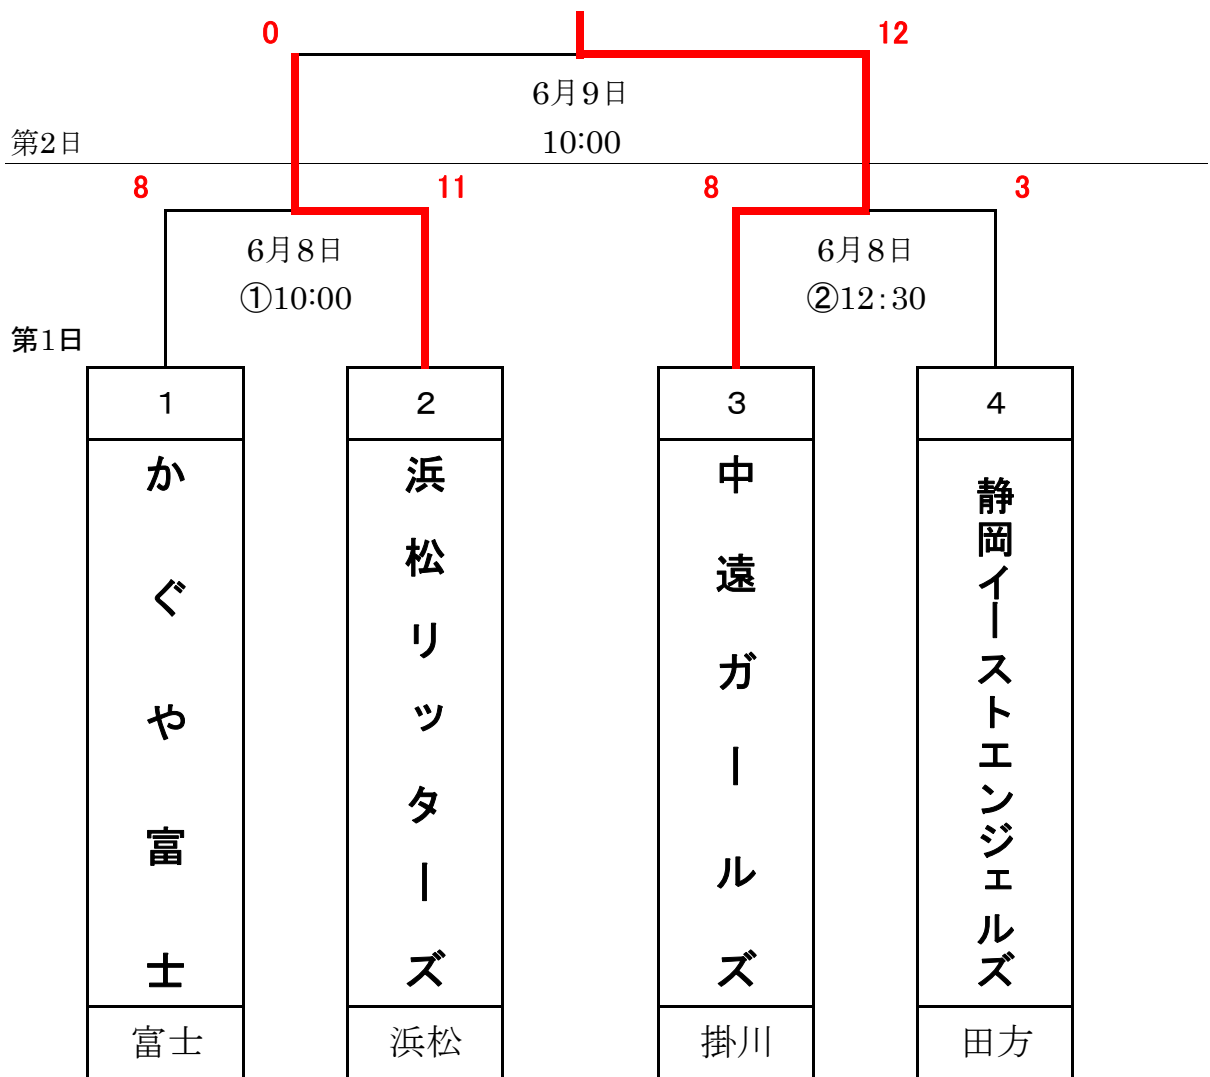 0
12
6月9日
10:00
第2日
8
11
8
3
6月8日
①10:00
6月8日
②12:30
第1日
1
2
3
4
かぐや富士
浜松リッターズ
中遠ガールズ
静岡イーストエンジェルズ
富士
浜松
掛川
田方